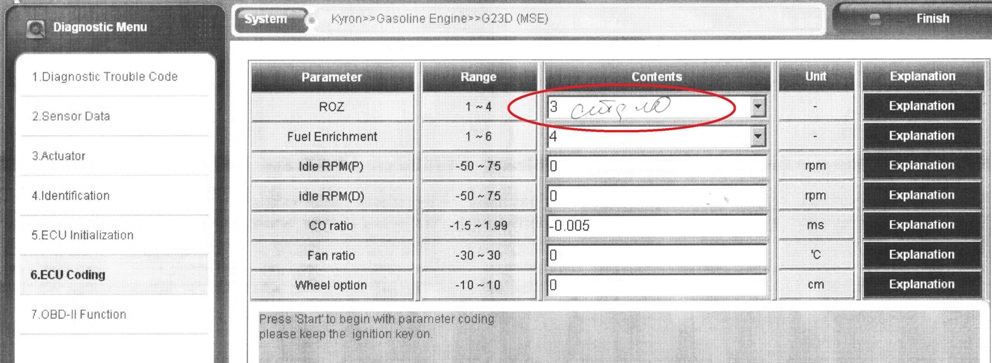 Diagnostic Menu
System
Kyron>>Gasoline Engine>>G23D (MSE)
Finish
1.Diagnostic Trouble Code
2.Sensor Data
3.Actuator
4.Identification
5.ECU Initialization
6.ECU Coding
7.OBD-II Function
Parameter Range Contents Unit Explanation
ROZ 1 ~ 4 3 - Explanation
Fuel Enrichment 1 ~ 6 4 - Explanation
Idle RPM(P) -50 ~ 75 0 rpm Explanation
idle RPM(D) -50 ~ 75 0 rpm Explanation
CO ratio -1.5 ~ 1.99 -0.005 ms Explanation
Fan ratio -30 ~ 30 0 'C Explanation
Wheel option -10 ~ 10 0 cm Explanation
Press 'Start' to begin with parameter coding
please keep the ignition key on.